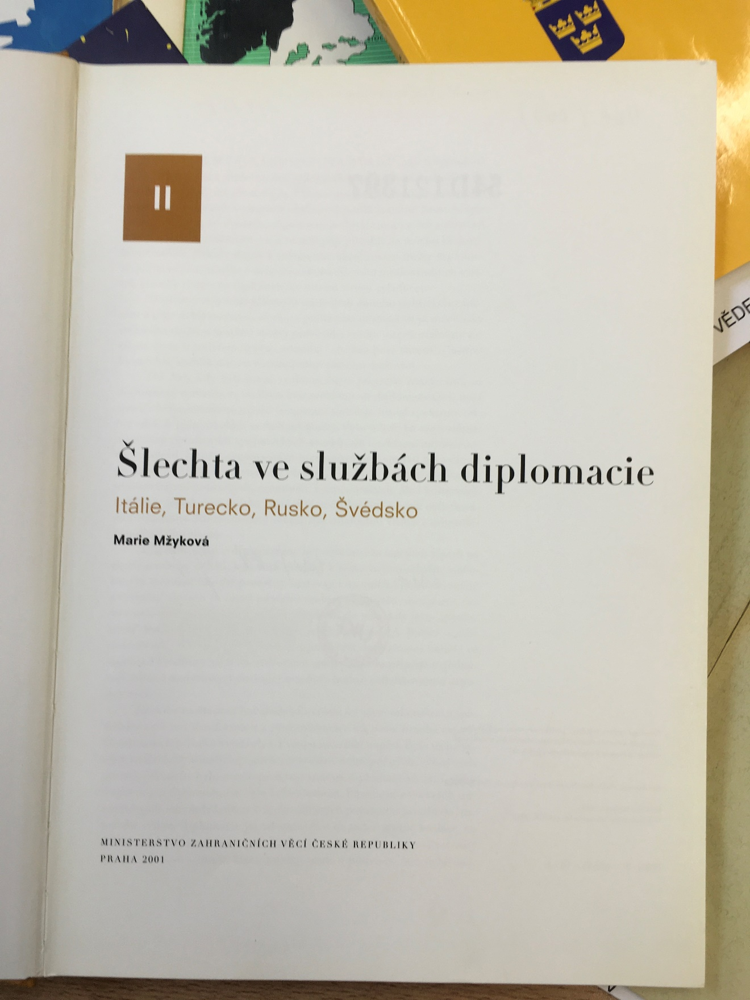 II
Šlechta ve službách diplomacie
Itálie, Turecko, Rusko, Švédsko
Marie Mžyková
MINISTERSTVO ZAHRANIČNÍCH VĚCÍ ČESKÉ REPUBLIKY
PRAHA 2001